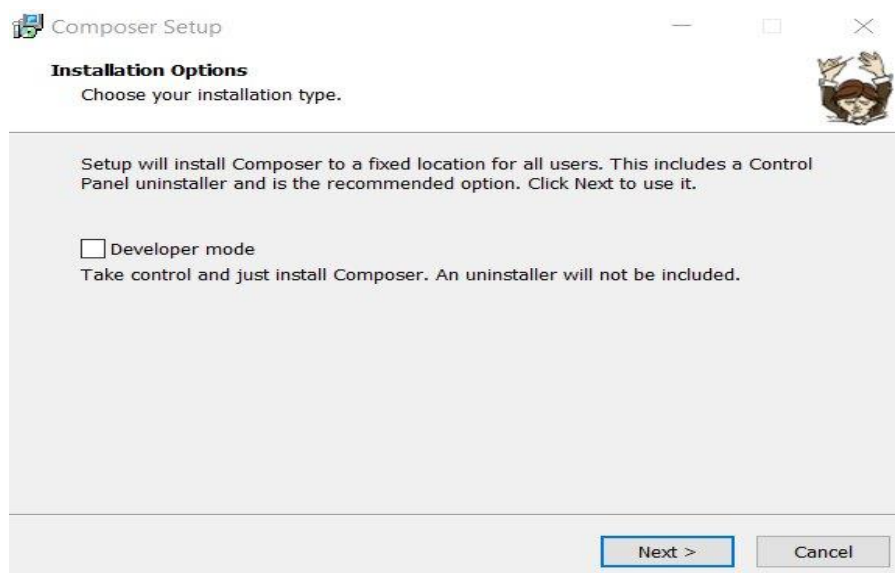 Composer Setup
Installation Options
Choose your installation type.
Setup will install Composer to a fixed location for all users. This includes a Control
Panel uninstaller and is the recommended option. Click Next to use it.
Developer mode
Take control and just install Composer. An uninstaller will not be included.
Next >
Cancel